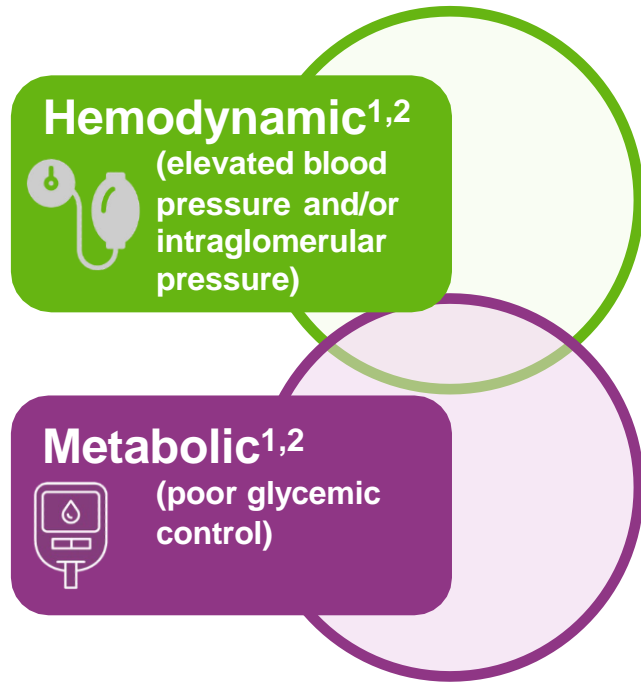 Hemodynamic1,2
(elevated blood
pressure and/or
intraglomerular
pressure)
Metabolic1,2
(poor glycemic
control)